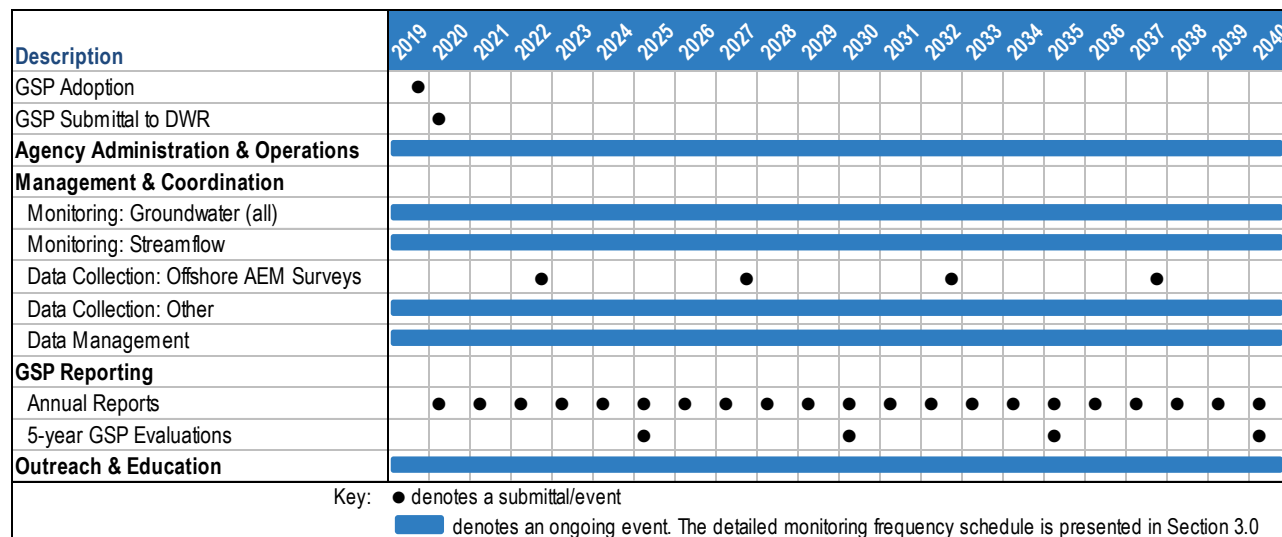 Description 2019 2020 2021 2022 2023 2024 2025 2026 2027 2028 2029 2030 2031 2032 2033 2034 2035 2036 2037 2038 2039 2040
GSP Adoption ●
GSP Submittal to DWR ●
Agency Administration & Operations
Management & Coordination
Monitoring: Groundwater (all)
Monitoring: Streamflow
Data Collection: Offshore AEM Surveys ● ● ● ●
Data Collection: Other
Data Management
GSP Reporting
Annual Reports ● ● ● ● ● ● ● ● ● ● ● ● ● ● ● ● ● ● ● ● ●
5-year GSP Evaluations ● ● ● ●
Outreach & Education
Key: ● denotes a submittal/event
denotes an ongoing event. The detailed monitoring frequency schedule is presented in Section 3.0